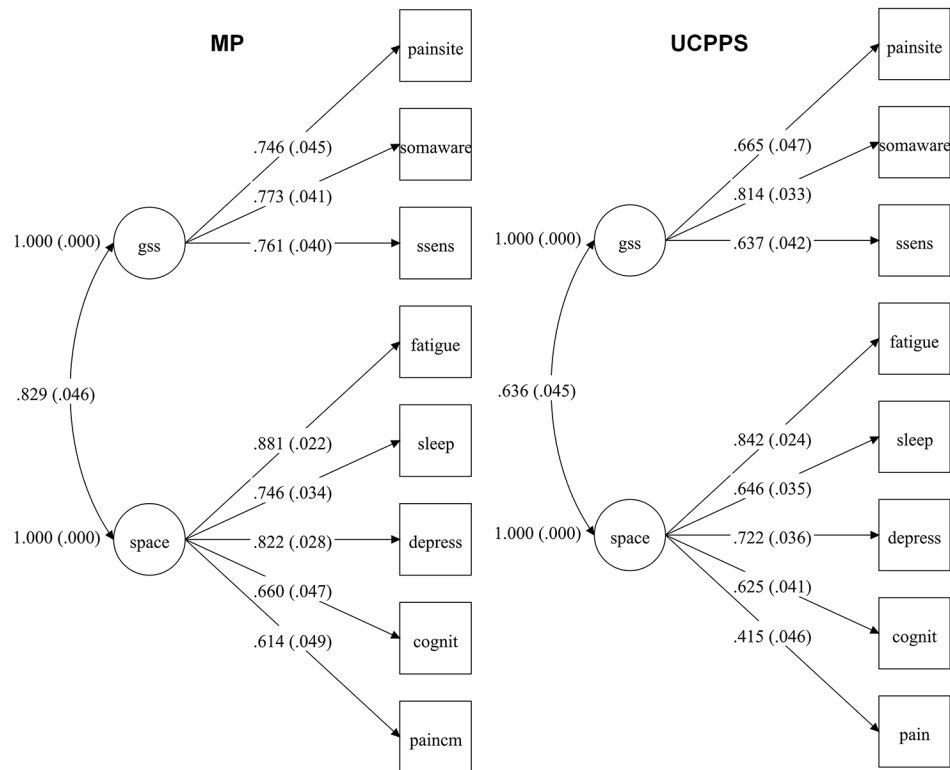 MP
painsite
.746 (.045)
somaware
.773 (.041)
1.000 (.000)
gss
.761 (.040)
ssens
fatigue
.829 (.046)
.881 (.022)
sleep
.746 (.034)
1.000 (.000)
space
.822 (.028)
depress
.660 (.047)
cognit
.614 (.049)
paincm
UCPPS
painsite
.665 (.047)
somaware
.814 (.033)
1.000 (.000)
gss
.637 (.042)
ssens
fatigue
.636 (.045)
.842 (.024)
sleep
.646 (.035)
1.000 (.000)
space
.722 (.036)
depress
.625 (.041)
cognit
.415 (.046)
pain